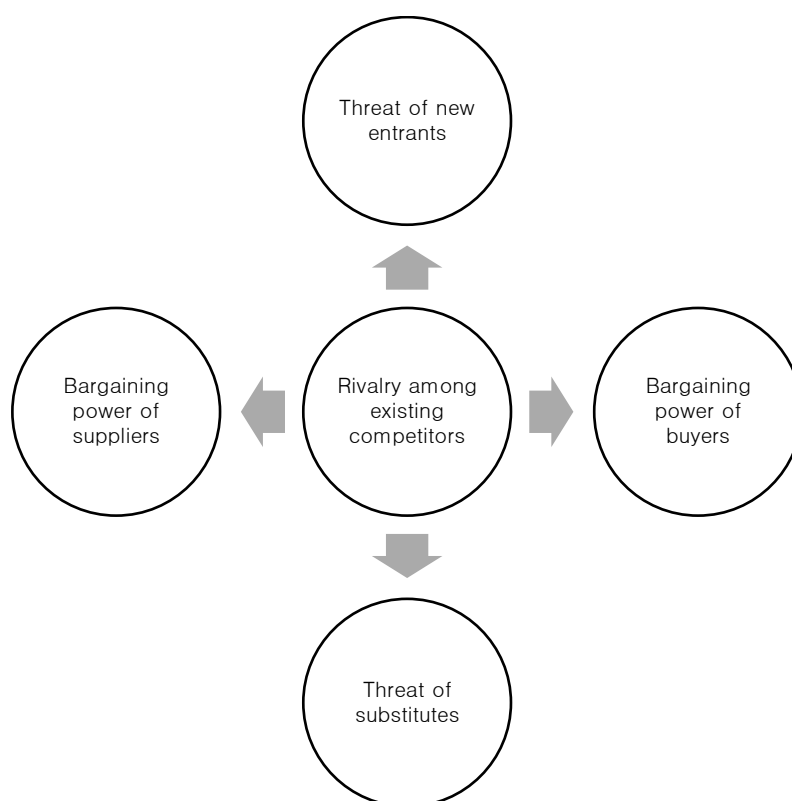 Threat of new
entrants
Bargaining
power of
suppliers
Rivalry among
existing
competitors
Bargaining
power of
buyers
Threat of
substitutes